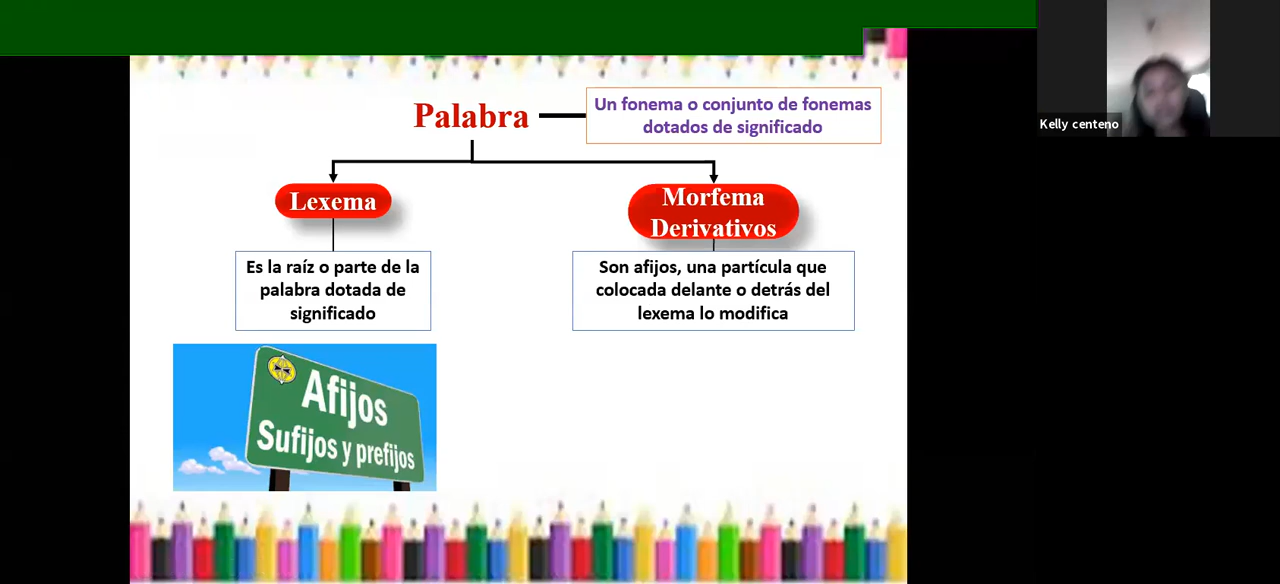 Palabra
Un fonema o conjunto de fonemas
dotados de significado
Lexema
Morfema
Derivativos
Es la raíz o parte de la
palabra dotada de
significado
Son afijos, una partícula que
colocada delante o detrás del
lexema lo modifica
Afijos
Sufijos y prefijos
Kelly centeno